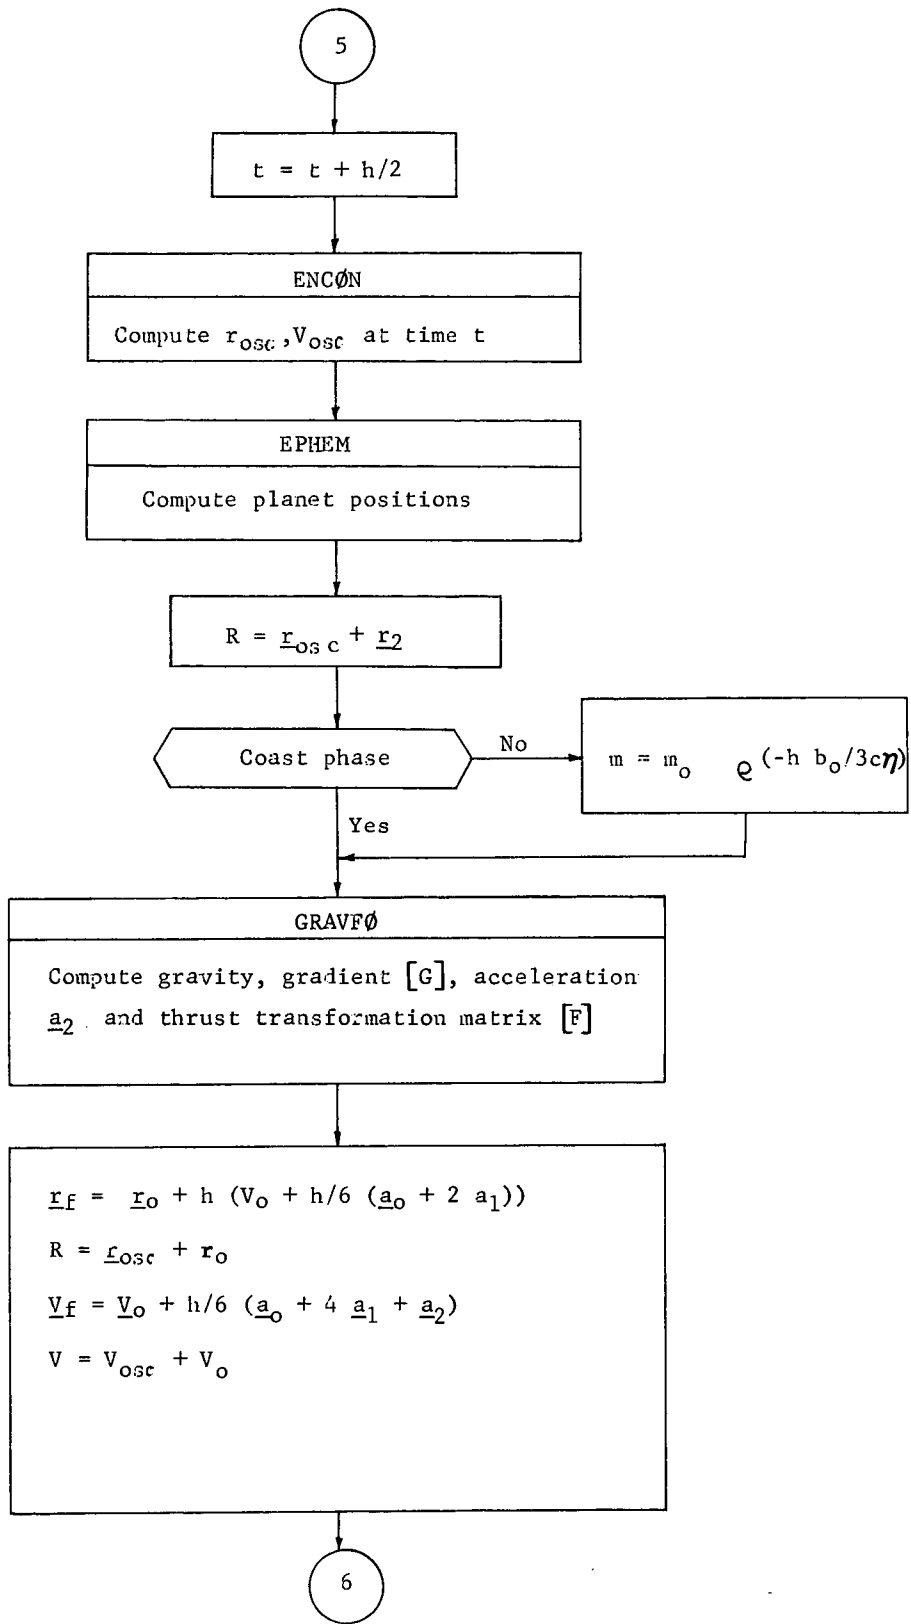 5
t = t + h/2
ENCØN
Compute r_osc, V_osc at time t
EPHEM
Compute planet positions
R = r_osc + r_2
Coast phase
No
m = m_o e^(-h b_o/3cη)
Yes
GRAVFØ
Compute gravity, gradient [G], acceleration
a_2 and thrust transformation matrix [F]
r_f = r_o + h (V_o + h/6 (a_o + 2 a_1))
R = r_osc + r_o
V_f = V_o + h/6 (a_o + 4 a_1 + a_2)
V = V_osc + V_o
6